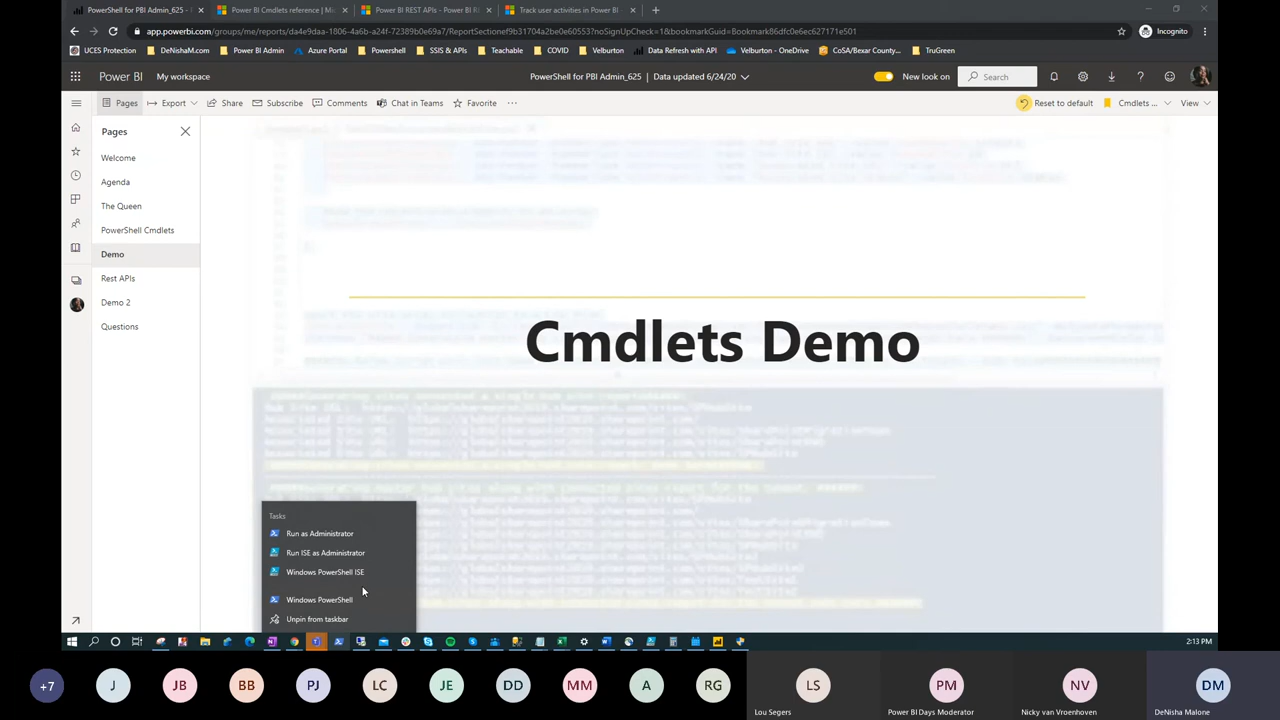 PowerShell for PBI Admin_625 -
Power BI Cmdlets reference | Mi
Power BI REST APIs – Power BI RE
Track user activities in Power BI
app.powerbi.com/groups/me/reports/da4e9daa-1806-4a6b-a24f-72389b0e69a7/ReportSectionef9b31704a2be0e60553?noSignUpCheck=1&bookmarkGuid=Bookmark86dfc0e6ec627171e501
Incognito
UCES Protection
DeNishaM.com
Power BI Admin
Azure Portal
Powershell
SSIS & APIs
Teachable
COVID
Velburton
Data Refresh with API
Velburton - OneDrive
CoSA/Bexar County...
TruGreen
Power BI
My workspace
PowerShell for PBI Admin_625 | Data updated 6/24/20
New look on
Search
Pages
Export
Share
Subscribe
Comments
Chat in Teams
Favorite
Reset to default
Cmdlets ...
View
Pages
Welcome
Agenda
The Queen
PowerShell Cmdlets
Demo
Rest APIs
Demo 2
Questions
Cmdlets Demo
Tasks
Run as Administrator
Run ISE as Administrator
Windows PowerShell ISE
Windows PowerShell
Unpin from taskbar
2:13 PM
+7
J
JB
BB
PJ
LC
JE
DD
MM
A
RG
LS
PM
NV
DM
Lou Segers
Power BI Days Moderator
Nicky van Vroenhoven
DeNisha Malone